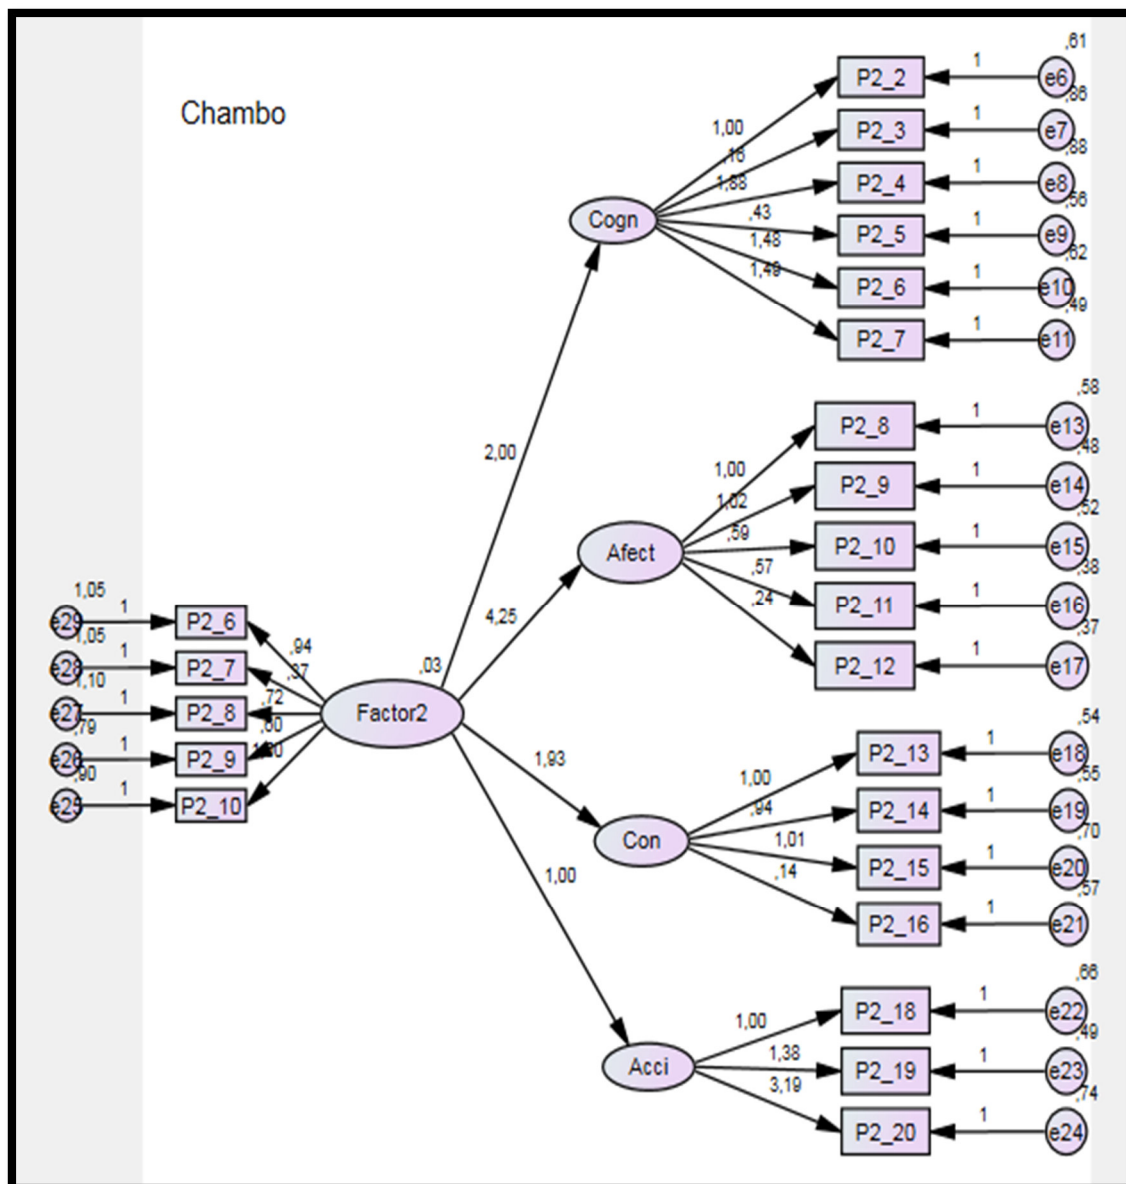 Chambo
,61
P2_2 1 e6
,86
1,00
P2_3 1 e7
,16
,88
1,88
P2_4 1 e8
Cogn
,43
,56
P2_5 1 e9
1,48
,62
P2_6 1 e10
1,49
,49
P2_7 1 e11
2,00
,58
P2_8 1 e13
1,00
,48
P2_9 1 e14
1,02
,52
,59
P2_10 1 e15
Afect
,57
,38
P2_11 1 e16
,24
,37
P2_12 1 e17
4,25
1,05
e29 1 P2_6
,94
1,05
e28 1 P2_7
,37
,03
1,10
e27 1 P2_8
,72
Factor2
,79
e26 1 P2_9
,60
,90
e25 1 P2_10
1,93
,54
P2_13 1 e18
1,00
,55
P2_14 1 e19
,94
,70
Con
1,01
P2_15 1 e20
,14
,57
P2_16 1 e21
1,00
,66
P2_18 1 e22
1,00
,49
Acci
1,38
P2_19 1 e23
3,19
,74
P2_20 1 e24